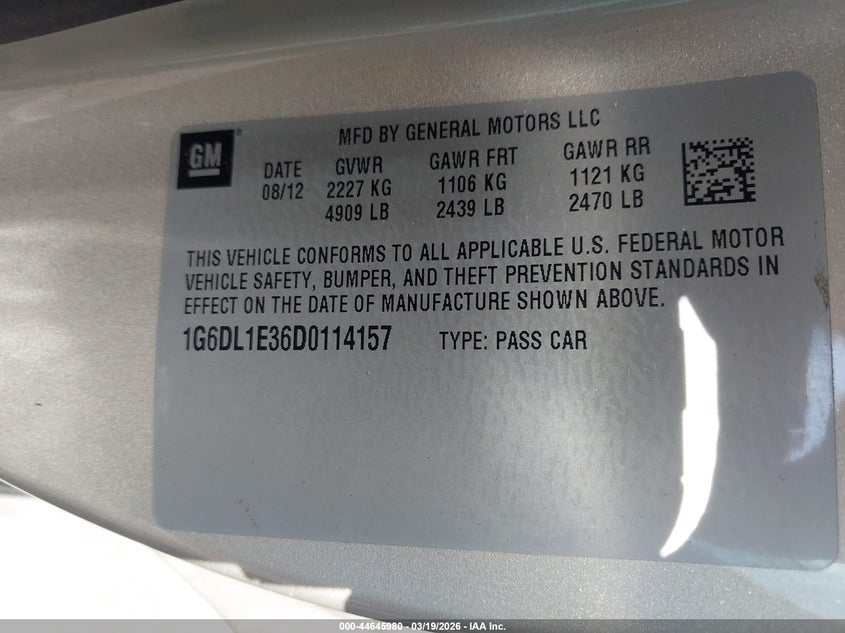 GM
MFD BY GENERAL MOTORS LLC
DATE GVWR GAWR FRT GAWR RR
08/12 2227 KG 1106 KG 1121 KG
4909 LB 2439 LB 2470 LB
THIS VEHICLE CONFORMS TO ALL APPLICABLE U.S. FEDERAL MOTOR
VEHICLE SAFETY, BUMPER, AND THEFT PREVENTION STANDARDS IN
EFFECT ON THE DATE OF MANUFACTURE SHOWN ABOVE.
1G6DL1E36D0114157 TYPE: PASS CAR
000-44645980 - 03/19/2026 - IAA Inc.